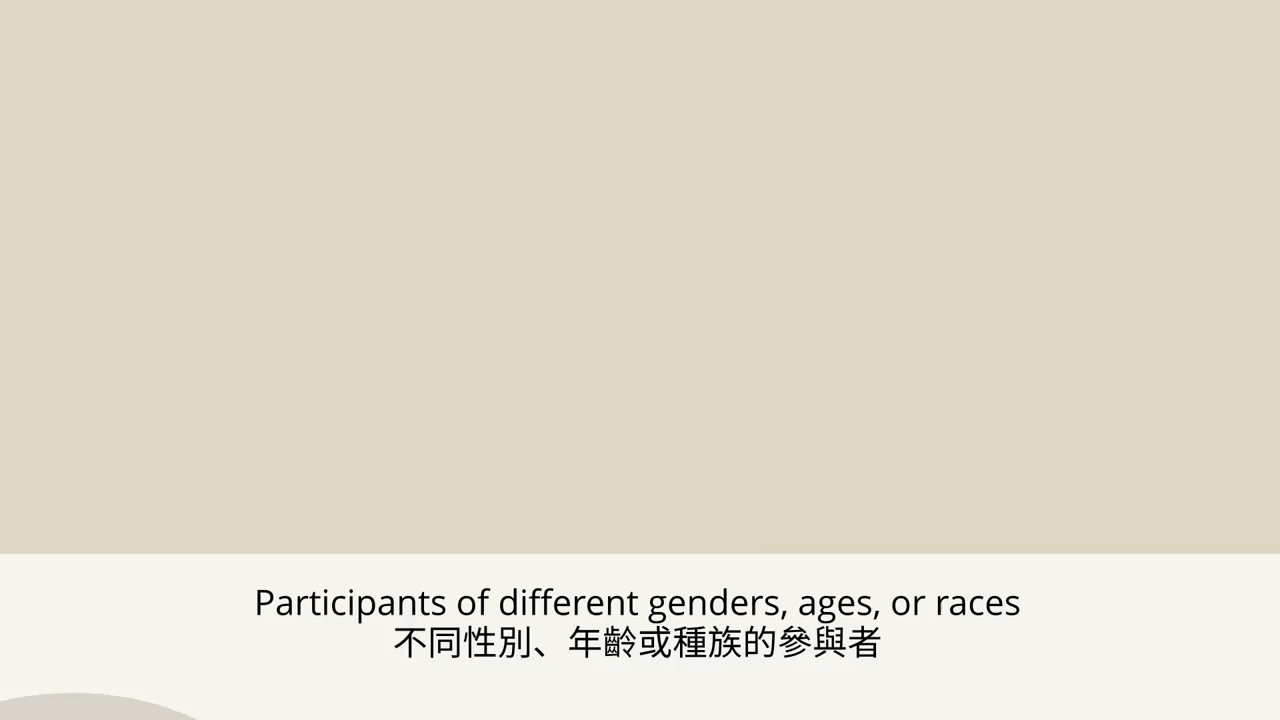 Participants of different genders, ages, or races
不同性別、年齡或種族的參與者